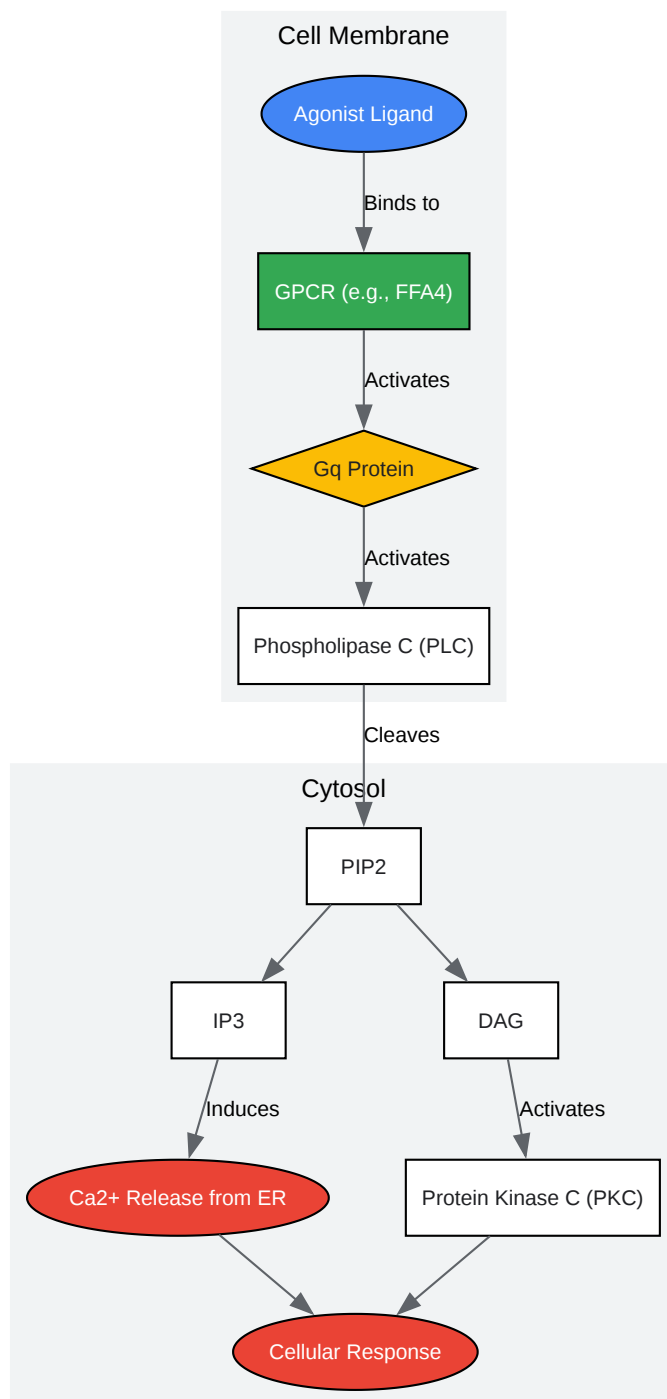 Cell Membrane
Agonist Ligand
Binds to
GPCR (e.g., FFA4)
Activates
Gq Protein
Activates
Phospholipase C (PLC)
Cleaves
Cytosol
PIP2
IP3
DAG
Induces
Activates
Ca2+ Release from ER
Protein Kinase C (PKC)
Cellular Response